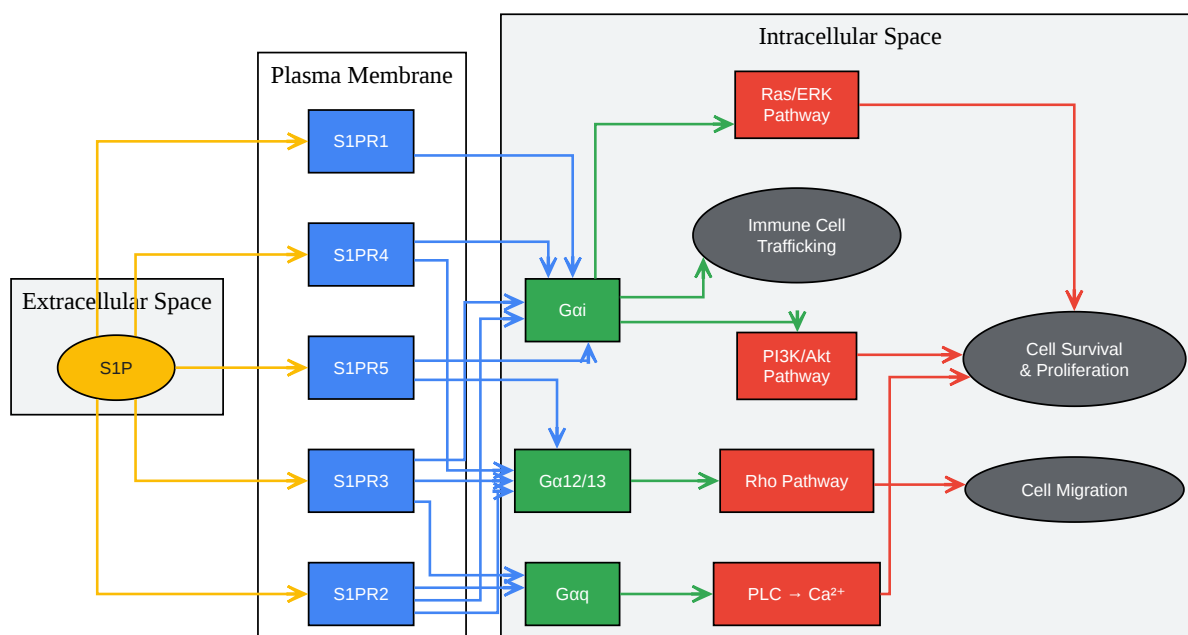 Extracellular Space
S1P
Plasma Membrane
S1PR1
S1PR4
S1PR5
S1PR3
S1PR2
Intracellular Space
Gαi
Gα12/13
Gαq
Ras/ERK
Pathway
Immune Cell
Trafficking
PI3K/Akt
Pathway
Rho Pathway
PLC → Ca²⁺
Cell Survival
& Proliferation
Cell Migration